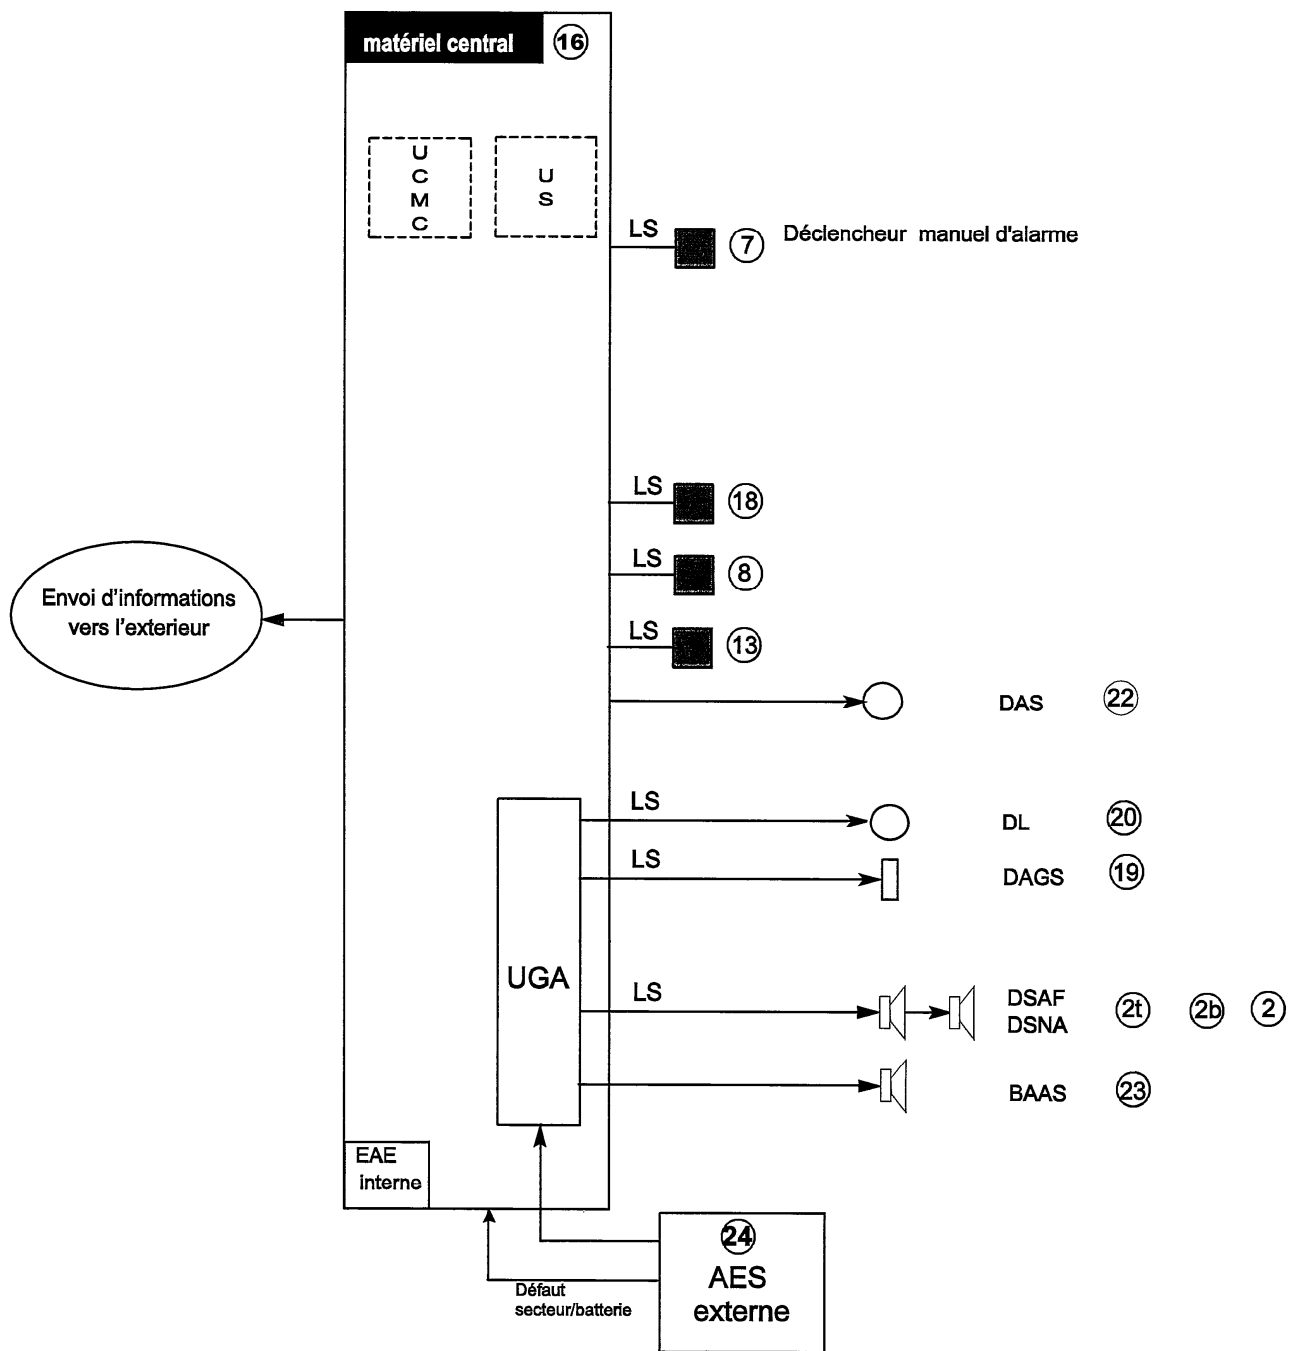 matériel central 16
U
C
M
C
U
S
LS 7 Déclencheur manuel d'alarme
LS 18
LS 8
LS 13
Envoi d'informations
vers l'exterieur
DAS 22
LS DL 20
LS DAGS 19
UGA
LS DSAF
DSNA 2t 2b 2
BAAS 23
EAE
interne
24
AES
externe
Défaut
secteur/batterie